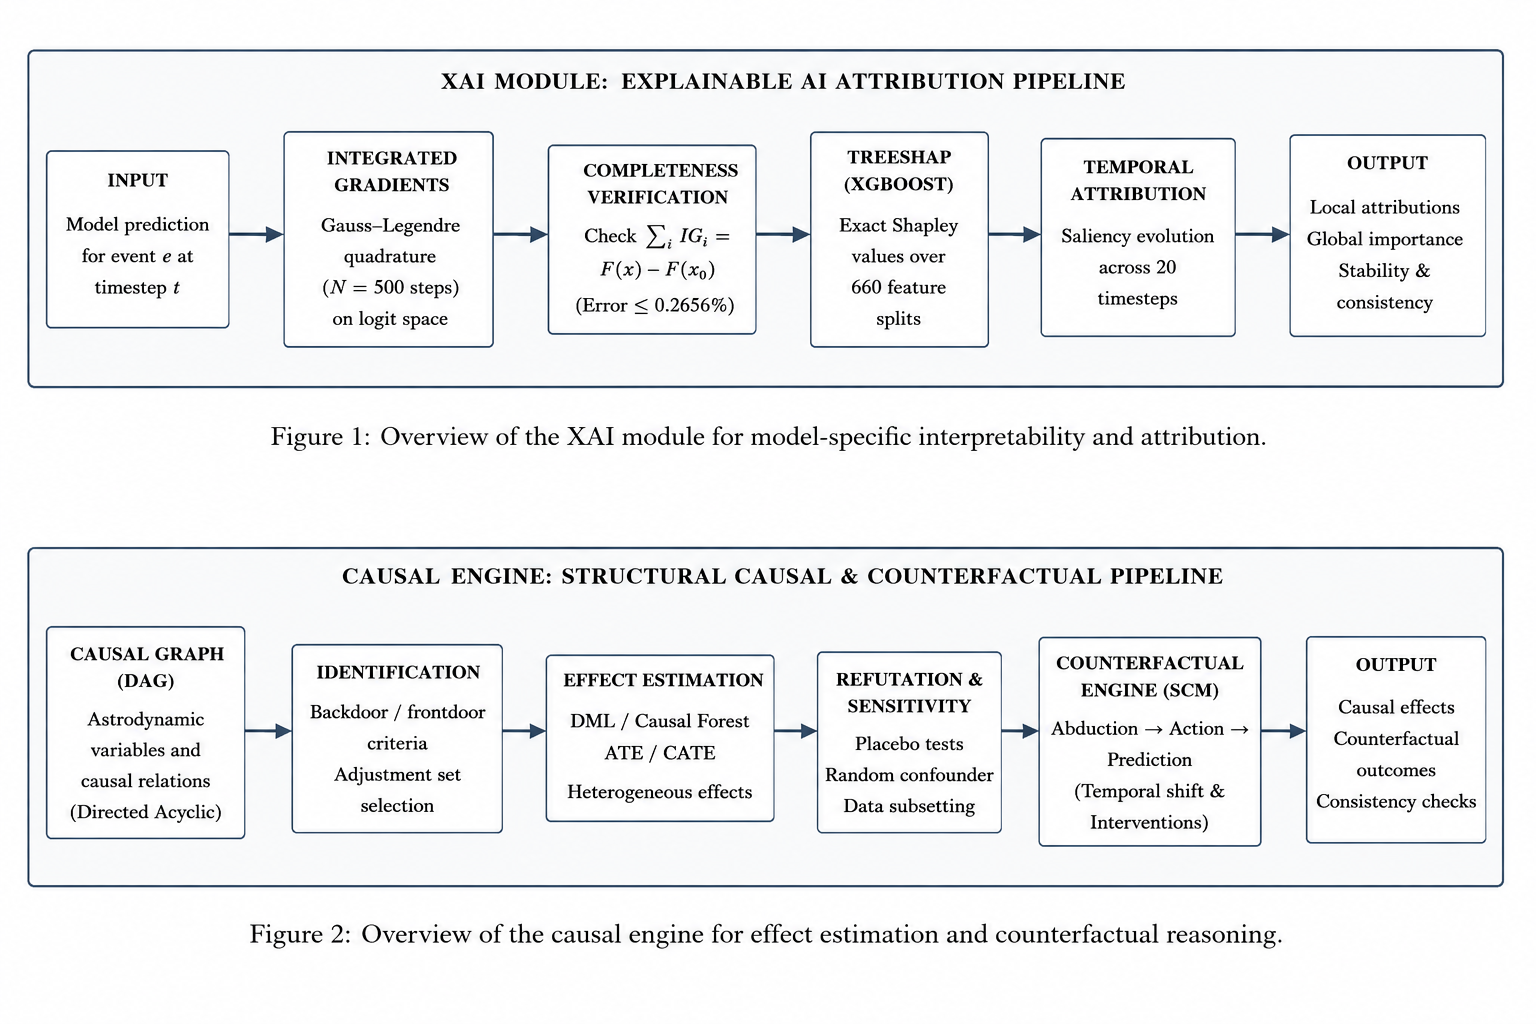 XAI MODULE: EXPLAINABLE AI ATTRIBUTION PIPELINE
INPUT
Model prediction
for event e at
timestep t
INTEGRATED
GRADIENTS
Gauss–Legendre
quadrature
(N = 500 steps)
on logit space
COMPLETENESS
VERIFICATION
Check ∑ᵢ IGᵢ =
F(x) − F(x₀)
(Error ≤ 0.2656%)
TREESHAP
(XGBOOST)
Exact Shapley
values over
660 feature
splits
TEMPORAL
ATTRIBUTION
Saliency evolution
across 20
timesteps
OUTPUT
Local attributions
Global importance
Stability &
consistency
Figure 1: Overview of the XAI module for model-specific interpretability and attribution.
CAUSAL ENGINE: STRUCTURAL CAUSAL & COUNTERFACTUAL PIPELINE
CAUSAL GRAPH
(DAG)
Astrodynamic
variables and
causal relations
(Directed Acyclic)
IDENTIFICATION
Backdoor / frontdoor
criteria
Adjustment set
selection
EFFECT ESTIMATION
DML / Causal Forest
ATE / CATE
Heterogeneous effects
REFUTATION &
SENSITIVITY
Placebo tests
Random confounder
Data subsetting
COUNTERFACTUAL
ENGINE (SCM)
Abduction → Action →
Prediction
(Temporal shift &
Interventions)
OUTPUT
Causal effects
Counterfactual
outcomes
Consistency checks
Figure 2: Overview of the causal engine for effect estimation and counterfactual reasoning.